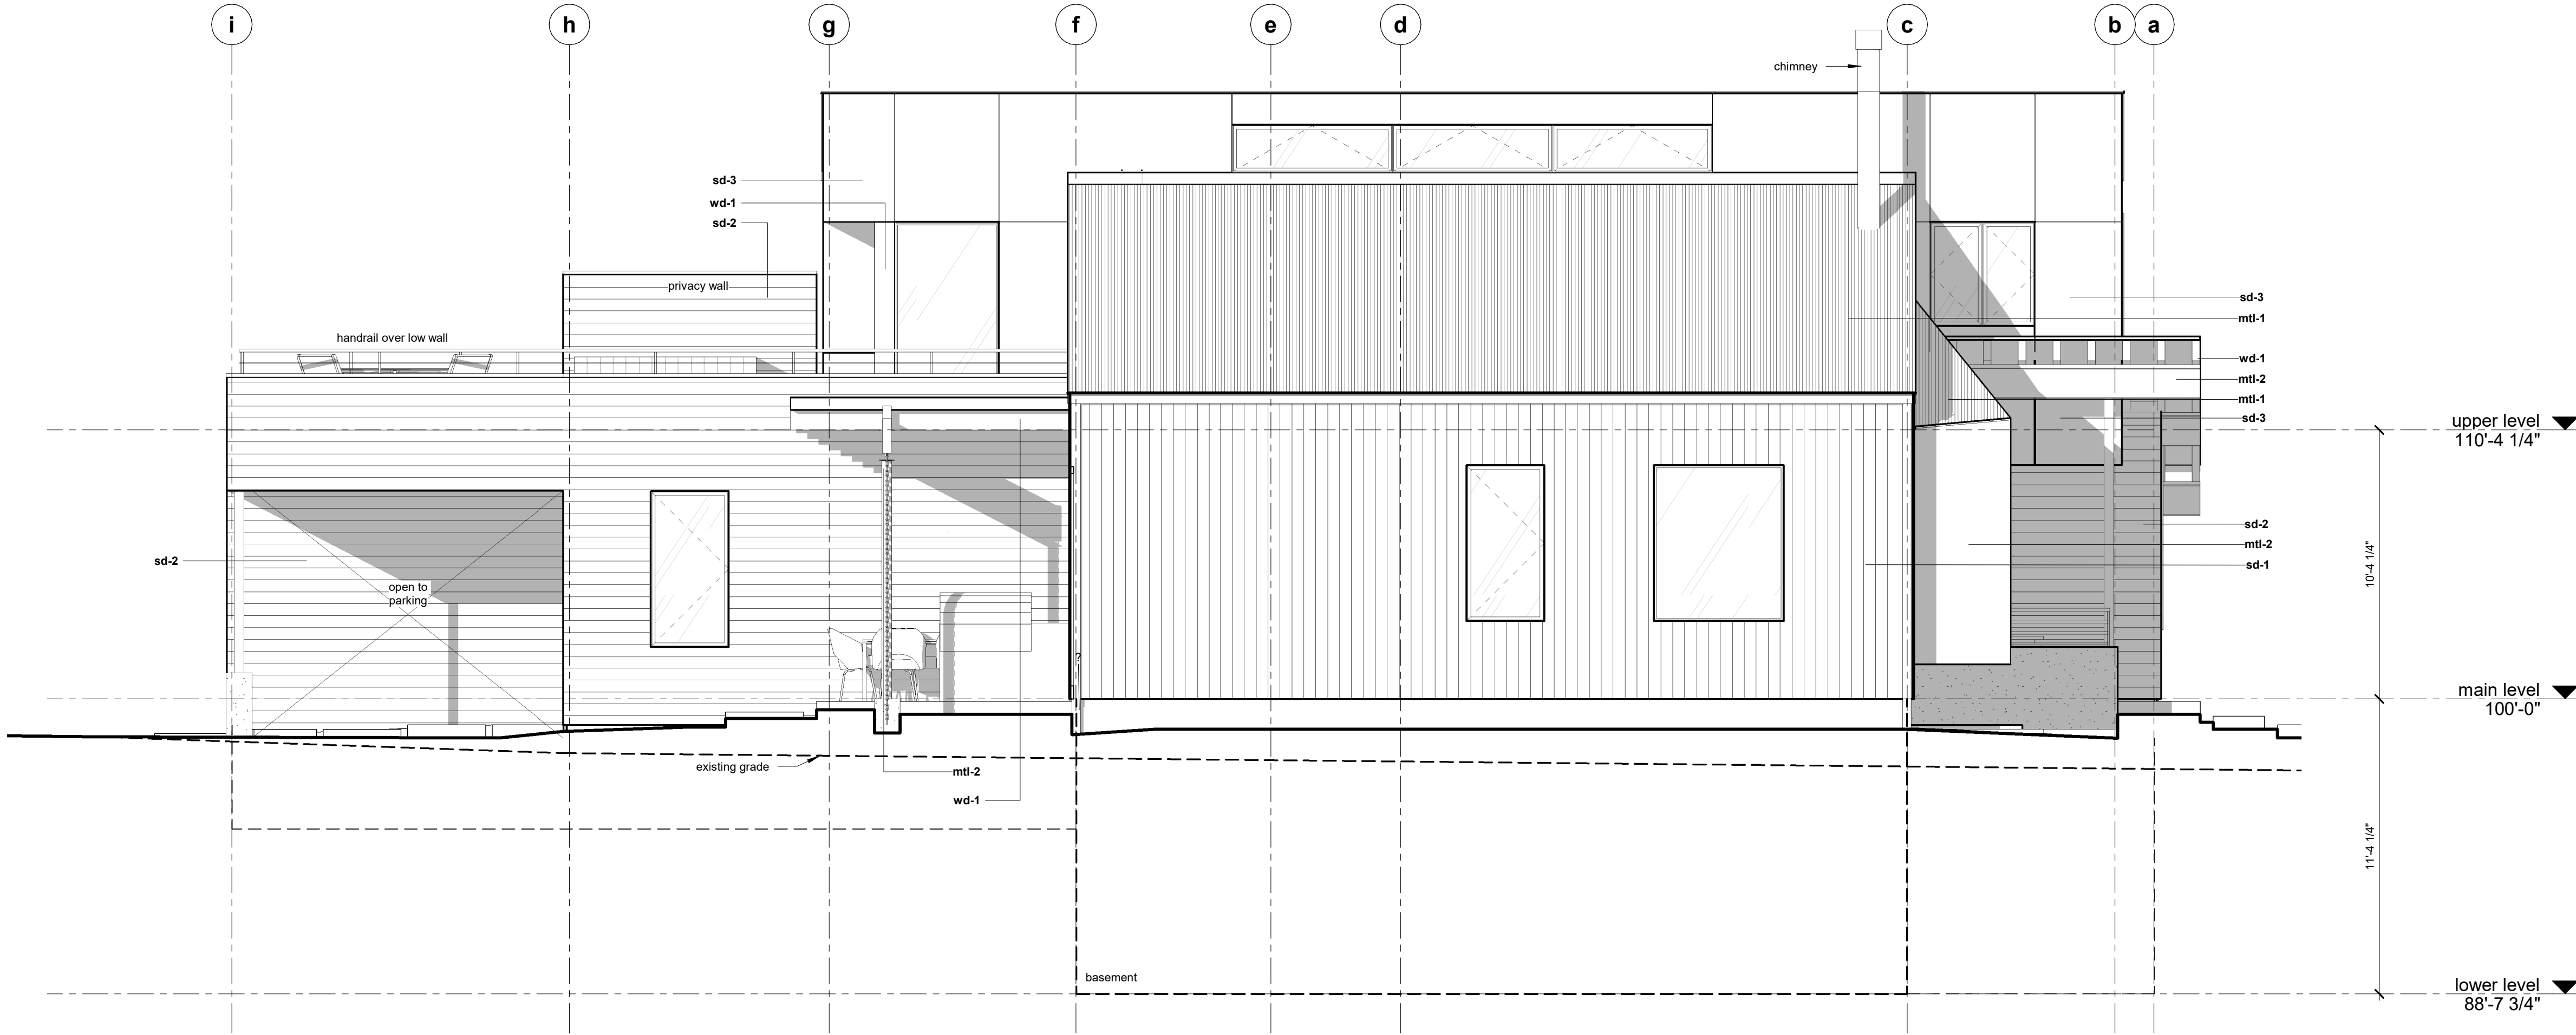 i
h
g
f
e
d
c
b
a
chimney
sd-3
wd-1
sd-2
privacy wall
handrail over low wall
sd-3
mtl-1
wd-1
mtl-2
mtl-1
sd-3
upper level
110'-4 1/4"
sd-2
mtl-2
sd-1
sd-2
open to
parking
10'-4 1/4"
?
main level
100'-0"
existing grade
mtl-2
wd-1
11'-4 1/4"
basement
lower level
88'-7 3/4"